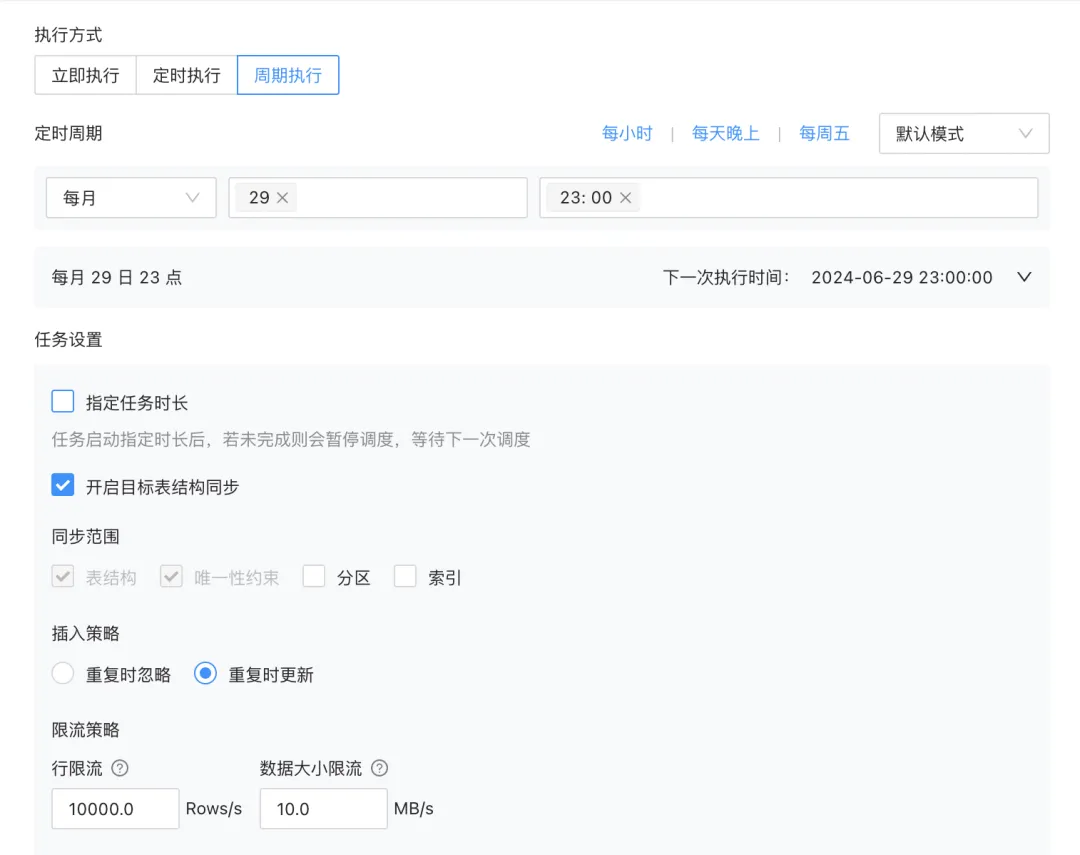 执行方式
立即执行 定时执行 周期执行
定时周期 每小时 | 每天晚上 | 每周五 默认模式
每月 29 23: 00
每月 29 日 23 点 下一次执行时间： 2024-06-29 23:00:00
任务设置
指定任务时长
任务启动指定时长后，若未完成则会暂停调度，等待下一次调度
开启目标表结构同步
同步范围
表结构 唯一性约束 分区 索引
插入策略
重复时忽略 重复时更新
限流策略
行限流 数据大小限流
10000.0 Rows/s 10.0 MB/s